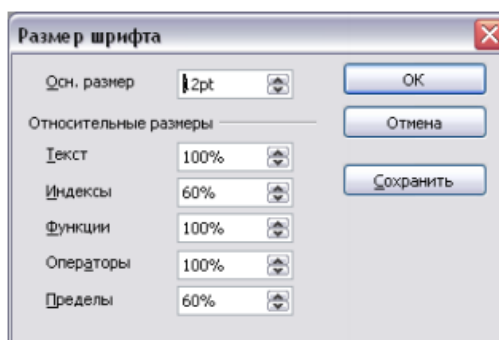 Размер шрифта
Осн. размер 12pt OK
Относительные размеры Отмена
Текст 100%
Индексы 60% Сохранить
Функции 100%
Операторы 100%
Пределы 60%